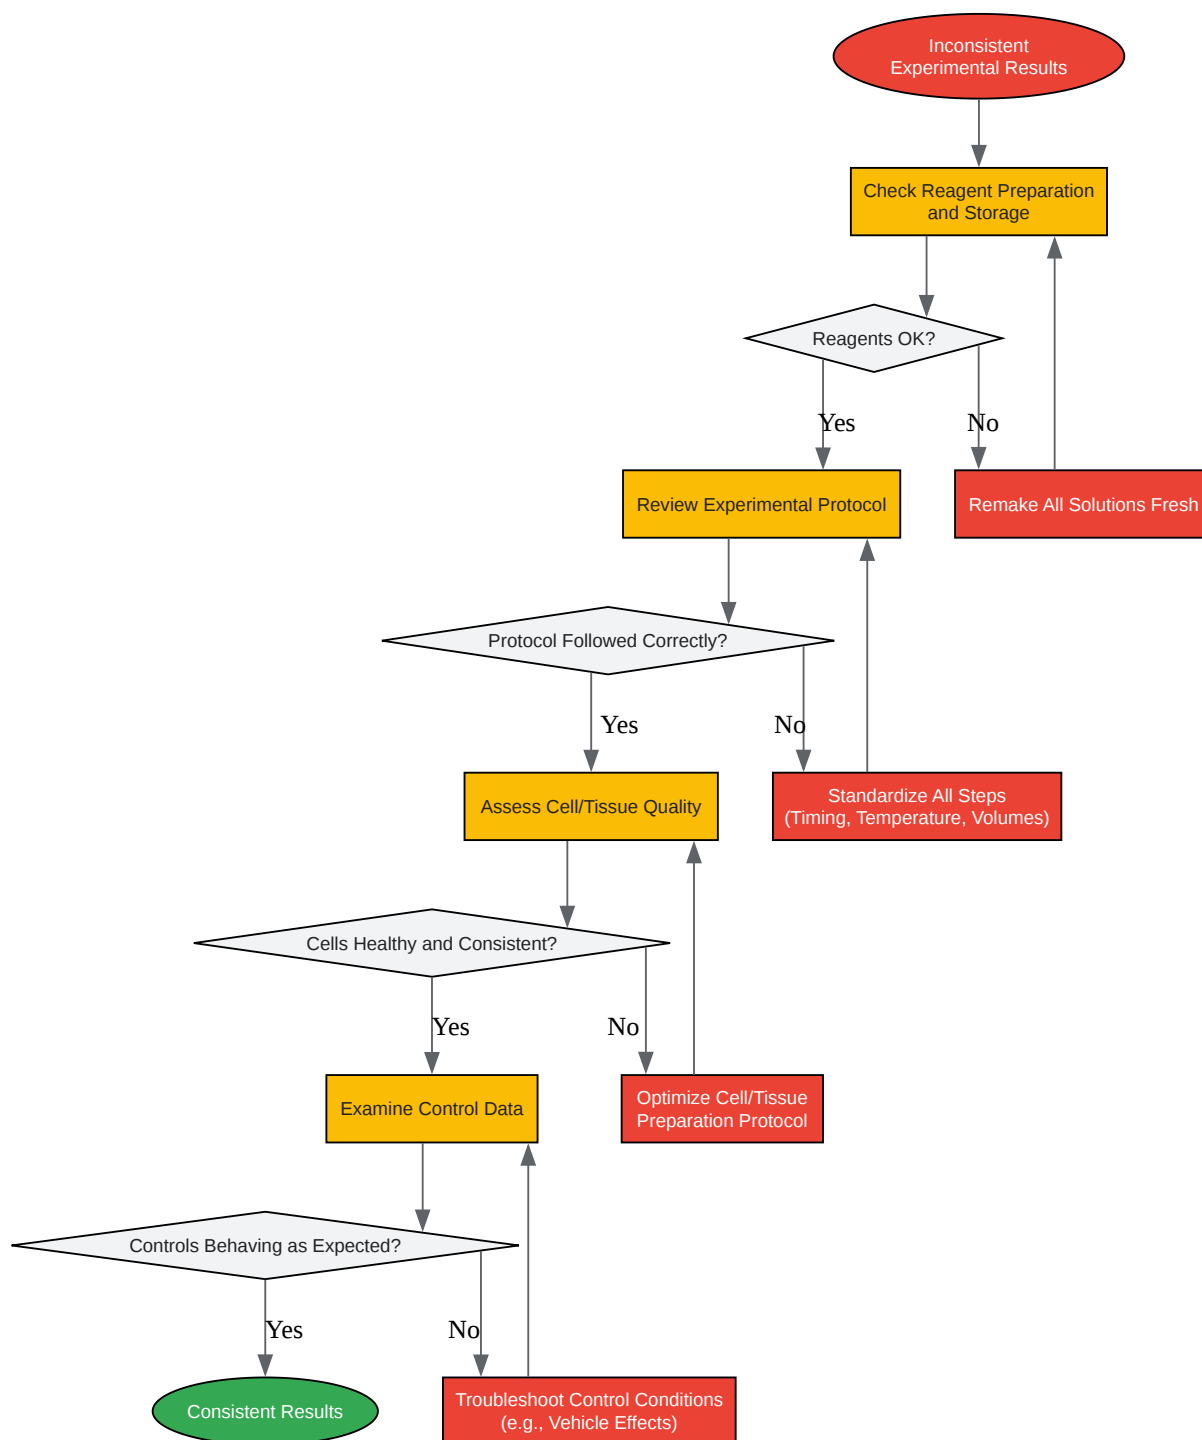 Inconsistent
Experimental Results
Check Reagent Preparation
and Storage
Reagents OK?
Yes
No
Review Experimental Protocol
Remake All Solutions Fresh
Protocol Followed Correctly?
Yes
No
Assess Cell/Tissue Quality
Standardize All Steps
(Timing, Temperature, Volumes)
Cells Healthy and Consistent?
Yes
No
Examine Control Data
Optimize Cell/Tissue
Preparation Protocol
Controls Behaving as Expected?
Yes
No
Consistent Results
Troubleshoot Control Conditions
(e.g., Vehicle Effects)